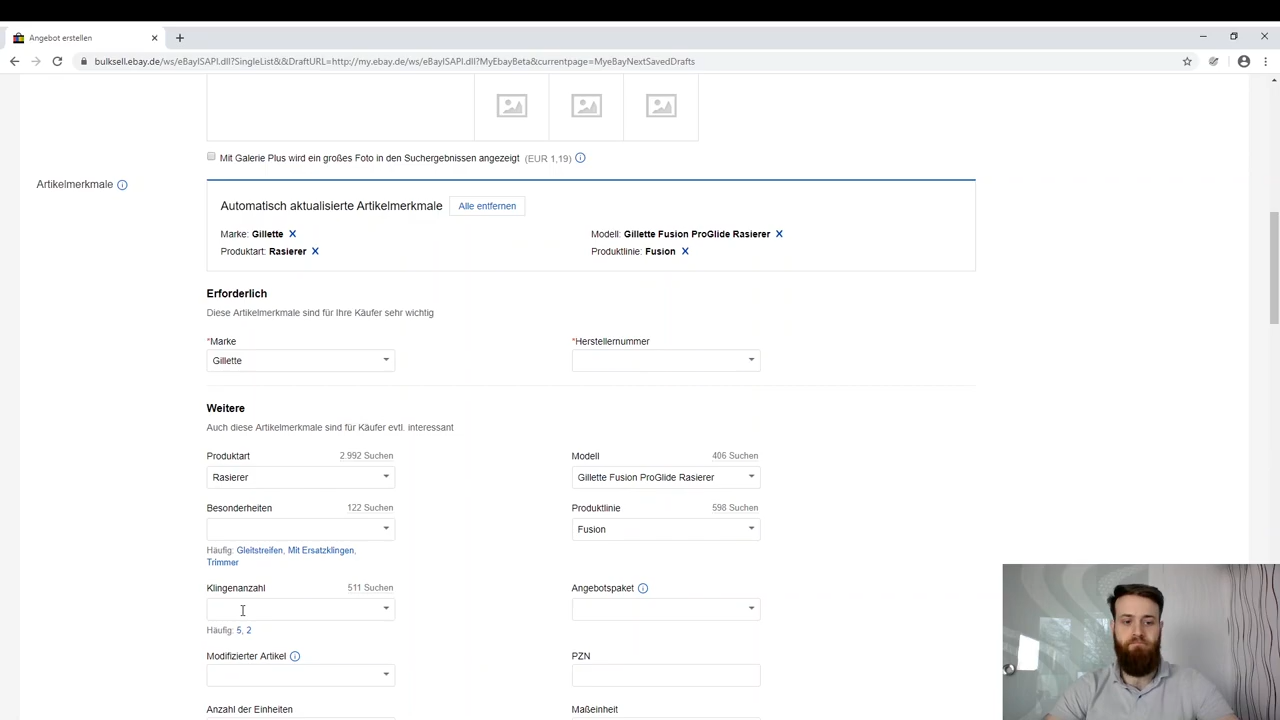 Angebot erstellen
bulksell.ebay.de/ws/eBayISAPI.dll?SingleList&&DraftURL=http://my.ebay.de/ws/eBayISAPI.dll?MyEbayBeta&currentpage=MyeBayNextSavedDrafts
Mit Galerie Plus wird ein großes Foto in den Suchergebnissen angezeigt (EUR 1,19)
Artikelmerkmale
Automatisch aktualisierte Artikelmerkmale Alle entfernen
Marke: Gillette Modell: Gillette Fusion ProGlide Rasierer
Produktart: Rasierer Produktlinie: Fusion
Erforderlich
Diese Artikelmerkmale sind für Ihre Käufer sehr wichtig
*Marke *Herstellernummer
Gillette
Weitere
Auch diese Artikelmerkmale sind für Käufer evtl. interessant
Produktart 2.992 Suchen Modell 406 Suchen
Rasierer Gillette Fusion ProGlide Rasierer
Besonderheiten 122 Suchen Produktlinie 598 Suchen
Fusion
Häufig: Gleitstreifen, Mit Ersatzklingen,
Trimmer
Klingenanzahl 511 Suchen Angebotspaket
Häufig: 5, 2
Modifizierter Artikel PZN
Anzahl der Einheiten Maßeinheit